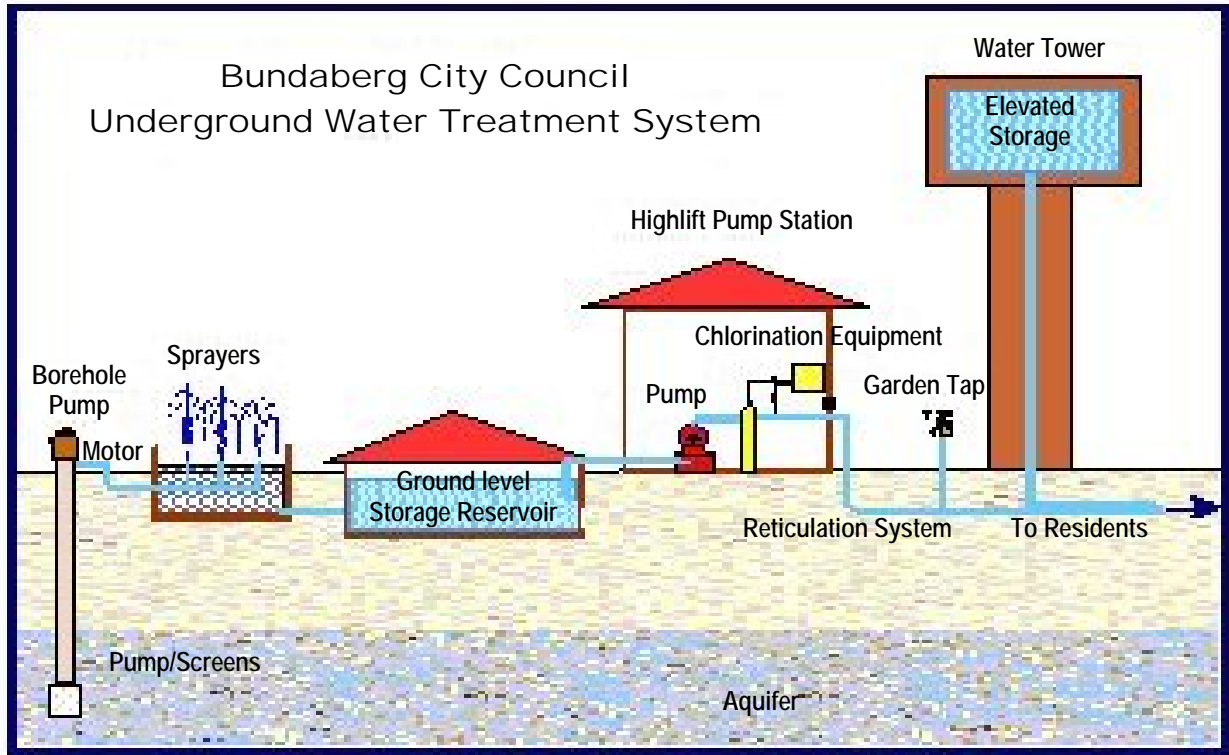 Bundaberg City Council
Underground Water Treatment System
Water Tower
Elevated
Storage
Highlift Pump Station
Chlorination Equipment
Sprayers
Borehole
Pump
Motor
Pump
Garden Tap
Ground level
Storage Reservoir
Reticulation System
To Residents
Pump/Screens
Aquifer